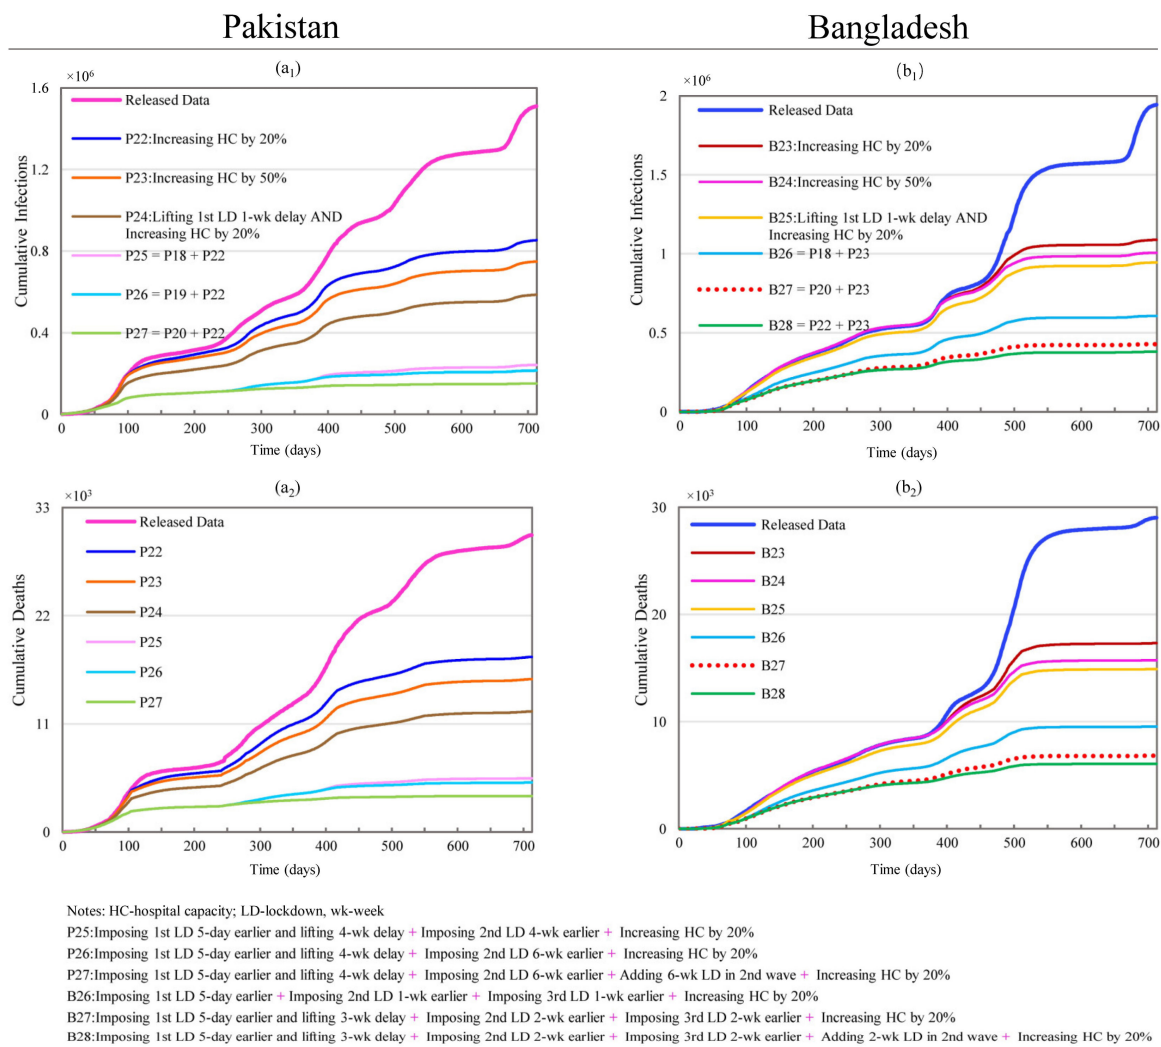 Pakistan
Bangladesh
(a1)
×10⁶
1.6
1.2
0.8
0.4
0
Cumulative Infections
Released Data
P22:Increasing HC by 20%
P23:Increasing HC by 50%
P24:Lifting 1st LD 1-wk delay AND
Increasing HC by 20%
P25 = P18 + P22
P26 = P19 + P22
P27 = P20 + P22
0 100 200 300 400 500 600 700
Time (days)
(b1)
×10⁶
2
1.5
1
0.5
0
Cumulative Infections
Released Data
B23:Increasing HC by 20%
B24:Increasing HC by 50%
B25:Lifting 1st LD 1-wk delay AND
Increasing HC by 20%
B26 = P18 + P23
B27 = P20 + P23
B28 = P22 + P23
0 100 200 300 400 500 600 700
Time (days)
(a2)
×10³
33
22
11
0
Cumulative Deaths
Released Data
P22
P23
P24
P25
P26
P27
0 100 200 300 400 500 600 700
Time (days)
(b2)
×10³
30
20
10
0
Cumulative Deaths
Released Data
B23
B24
B25
B26
B27
B28
0 100 200 300 400 500 600 700
Time (days)
Notes: HC-hospital capacity; LD-lockdown, wk-week
P25:Imposing 1st LD 5-day earlier and lifting 4-wk delay + Imposing 2nd LD 4-wk earlier + Increasing HC by 20%
P26:Imposing 1st LD 5-day earlier and lifting 4-wk delay + Imposing 2nd LD 6-wk earlier + Increasing HC by 20%
P27:Imposing 1st LD 5-day earlier and lifting 4-wk delay + Imposing 2nd LD 6-wk earlier + Adding 6-wk LD in 2nd wave + Increasing HC by 20%
B26:Imposing 1st LD 5-day earlier + Imposing 2nd LD 1-wk earlier + Imposing 3rd LD 1-wk earlier + Increasing HC by 20%
B27:Imposing 1st LD 5-day earlier and lifting 3-wk delay + Imposing 2nd LD 2-wk earlier + Imposing 3rd LD 2-wk earlier + Increasing HC by 20%
B28:Imposing 1st LD 5-day earlier and lifting 3-wk delay + Imposing 2nd LD 2-wk earlier + Imposing 3rd LD 2-wk earlier + Adding 2-wk LD in 2nd wave + Increasing HC by 20%